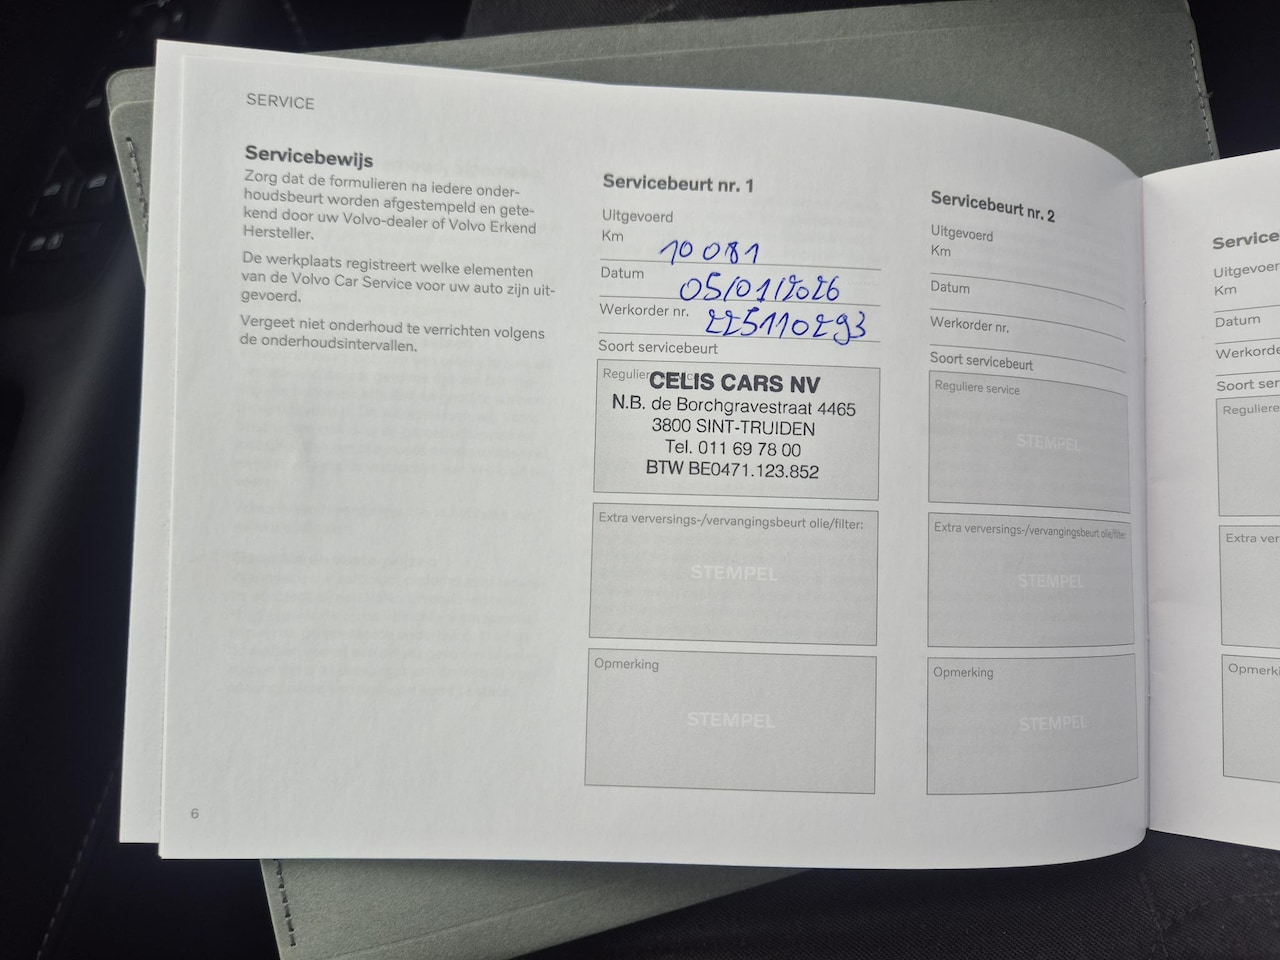 SERVICE
Servicebewijs
Zorg dat de formulieren na iedere onder-
houdsbeurt worden afgestempeld en gete-
kend door uw Volvo-dealer of Volvo Erkend
Hersteller.
De werkplaats registreert welke elementen
van de Volvo Car Service voor uw auto zijn uit-
gevoerd.
Vergeet niet onderhoud te verrichten volgens
de onderhoudsintervallen.
6
Servicebeurt nr. 1
Uitgevoerd
Km 10 081
Datum 05/01/2026
Werkorder nr. 225110293
Soort servicebeurt
Reguliere
CELIS CARS NV
N.B. de Borchgravestraat 4465
3800 SINT-TRUIDEN
Tel. 011 69 78 00
BTW BE0471.123.852
Extra verversings-/vervangingsbeurt olie/filter:
STEMPEL
Opmerking
STEMPEL
Servicebeurt nr. 2
Uitgevoerd
Km
Datum
Werkorder nr.
Soort servicebeurt
Reguliere service
STEMPEL
Extra verversings-/vervangingsbeurt olie/filter:
STEMPEL
Opmerking
STEMPEL
Service
Uitgevoer
Km
Datum
Werkorde
Soort ser
Reguliere
Extra ver
Opmerki